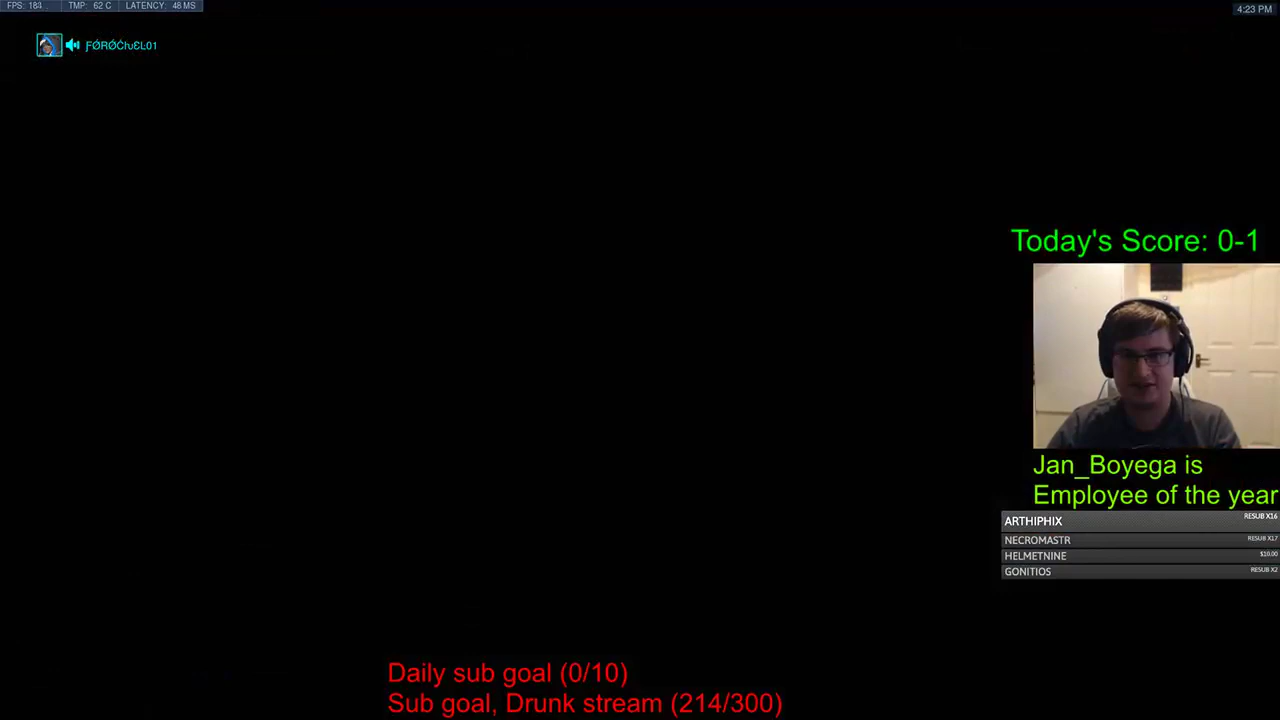 TMP: 62 C
LATENCY: 48 MS
4:23 PM
Today's Score: 0-1
Jan_Boyega is
Employee of the year
ARTHIPHIX RESUB X16
NECROMASTR RESUB X17
HELMETNINE $10.00
GONITIOS RESUB X2
Daily sub goal (0/10)
Sub goal, Drunk stream (214/300)